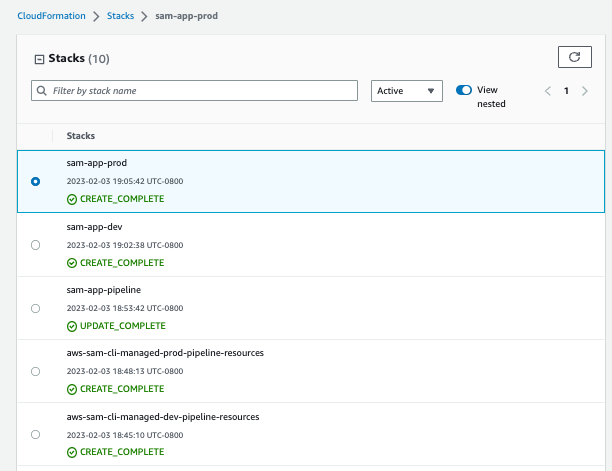 CloudFormation > Stacks > sam-app-prod
Stacks (10)
Filter by stack name
Active
View nested
1
Stacks
sam-app-prod
2023-02-03 19:05:42 UTC-0800
CREATE_COMPLETE
sam-app-dev
2023-02-03 19:02:38 UTC-0800
CREATE_COMPLETE
sam-app-pipeline
2023-02-03 18:53:42 UTC-0800
UPDATE_COMPLETE
aws-sam-cli-managed-prod-pipeline-resources
2023-02-03 18:48:13 UTC-0800
CREATE_COMPLETE
aws-sam-cli-managed-dev-pipeline-resources
2023-02-03 18:45:10 UTC-0800
CREATE_COMPLETE